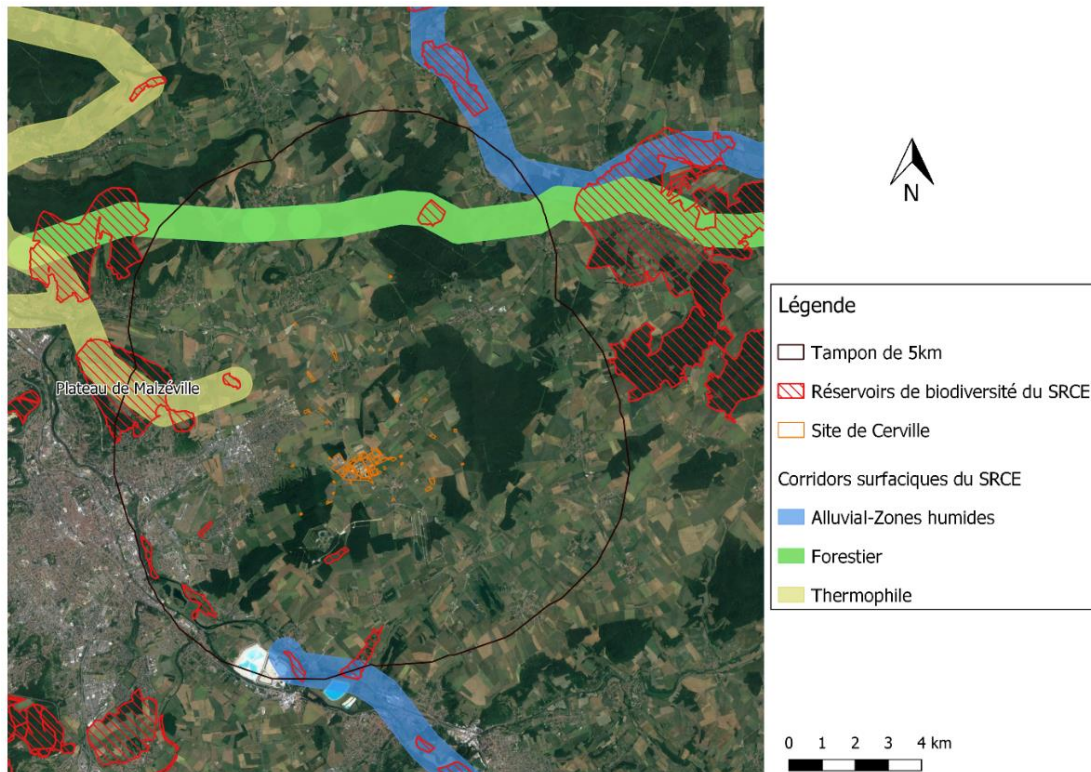 Plateau de Malzéville
N
Légende
Tampon de 5km
Réservoirs de biodiversité du SRCE
Site de Cerville
Corridors surfaciques du SRCE
Alluvial-Zones humides
Forestier
Thermophile
0 1 2 3 4 km